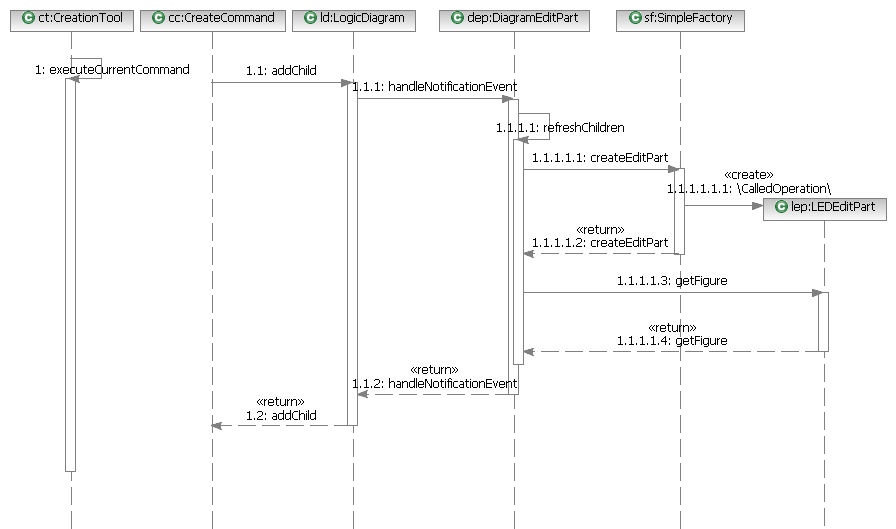 C ct:CreationTool
C cc:CreateCommand
C ld:LogicDiagram
C dep:DiagramEditPart
C sf:SimpleFactory
1: executeCurrentCommand
1.1: addChild
1.1.1: handleNotificationEvent
1.1.1.1: refreshChildren
1.1.1.1.1: createEditPart
«create»
1.1.1.1.1.1: \CalledOperation\
C lep:LEDEditPart
«return»
1.1.1.1.2: createEditPart
1.1.1.1.3: getFigure
«return»
1.1.1.1.4: getFigure
«return»
1.1.2: handleNotificationEvent
«return»
1.2: addChild